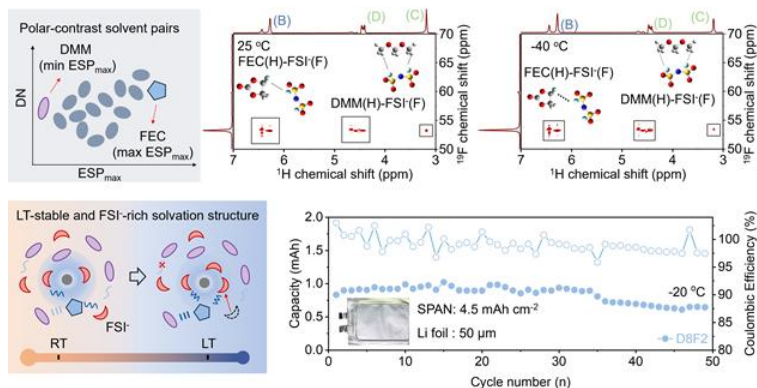 Polar-contrast solvent pairs
DMM
(min ESPmax)
DN
FEC
(max ESPmax)
ESPmax
(B)
(D)
(C)
25 °C
FEC(H)-FSI-(F)
DMM(H)-FSI-(F)
70
65
60
55
50
19F chemical shift (ppm)
7
6
5
4
3
1H chemical shift (ppm)
(B)
(D)
(C)
-40 °C
FEC(H)-FSI-(F)
DMM(H)-FSI-(F)
70
65
60
55
50
19F chemical shift (ppm)
7
6
5
4
3
1H chemical shift (ppm)
LT-stable and FSI--rich solvation structure
FSI-
RT
LT
Capacity (mAh)
2.0
1.5
1.0
0.5
0.0
-20 °C
SPAN: 4.5 mAh cm-2
Li foil : 50 μm
D8F2
100
95
90
85
80
Coulombic Efficiency (%)
0
10
20
30
40
50
Cycle number (n)